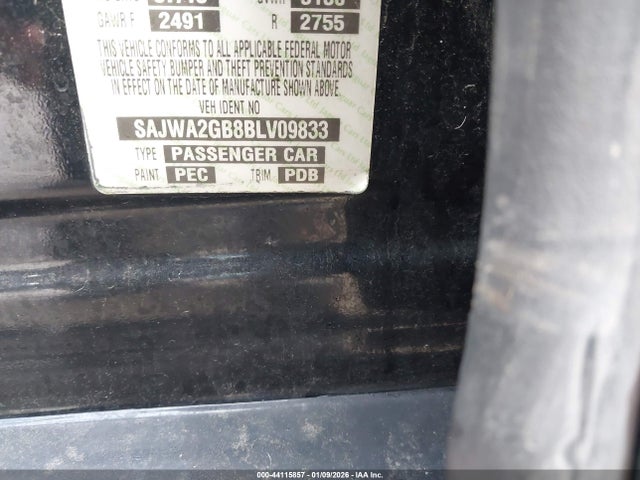 GAWR F 2491 R 2755
THIS VEHICLE CONFORMS TO ALL APPLICABLE FEDERAL MOTOR
VEHICLE SAFETY BUMPER AND THEFT PREVENTION STANDARDS
IN EFFECT ON THE DATE OF MANUFACTURE SHOWN ABOVE.
VEH IDENT NO
SAJWA2GB8BLV09833
TYPE PASSENGER CAR
PAINT PEC TRIM PDB
000-44115857 - 01/09/2026 - IAA Inc.